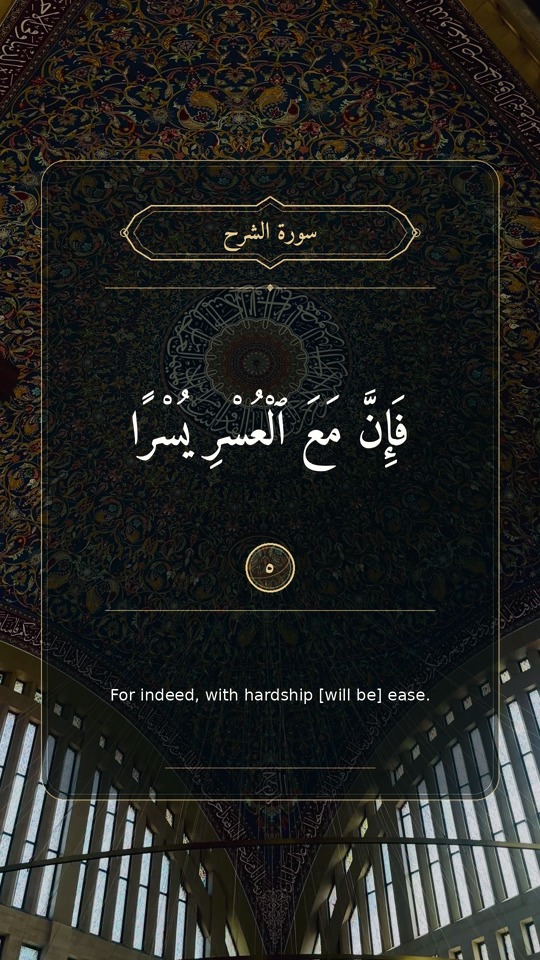 سورة الشرح
فَإِنَّ مَعَ ٱلْعُسْرِ يُسْرًا
٥
For indeed, with hardship [will be] ease.